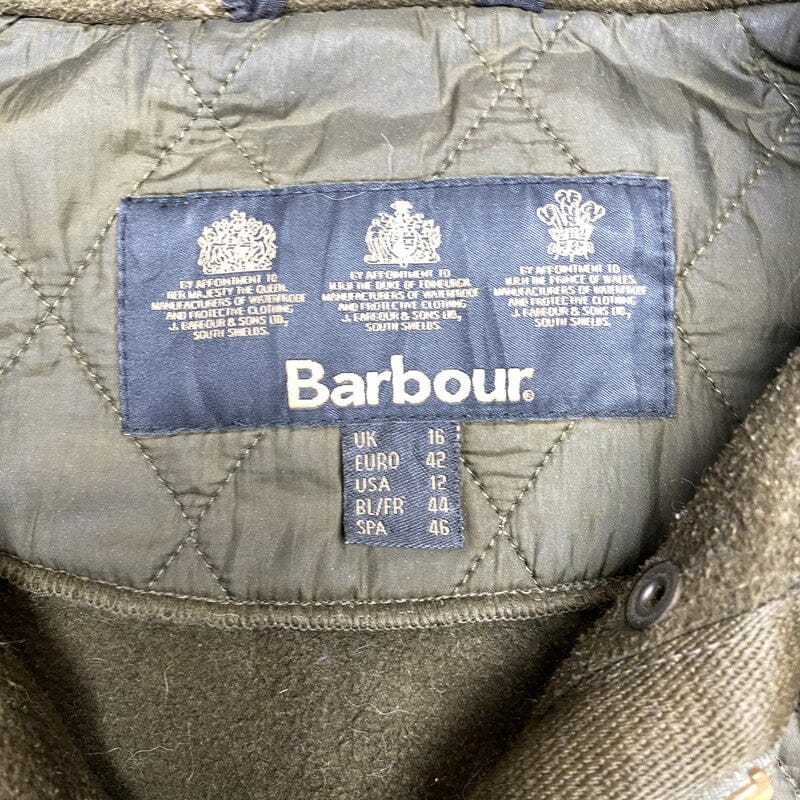 BY APPOINTMENT TO
HER MAJESTY THE QUEEN,
MANUFACTURERS OF WATERPROOF
AND PROTECTIVE CLOTHING
J. BARBOUR & SONS LTD.,
SOUTH SHIELDS.
BY APPOINTMENT TO
H.R.H THE DUKE OF EDINBURGH,
MANUFACTURERS OF WATERPROOF
AND PROTECTIVE CLOTHING
J. BARBOUR & SONS LTD.,
SOUTH SHIELDS.
BY APPOINTMENT TO
H.R.H THE PRINCE OF WALES,
MANUFACTURERS OF WATERPROOF
AND PROTECTIVE CLOTHING.
J. BARBOUR & SONS LTD.,
SOUTH SHIELDS.
Barbour®
UK 16
EURO 42
USA 12
BL/FR 44
SPA 46